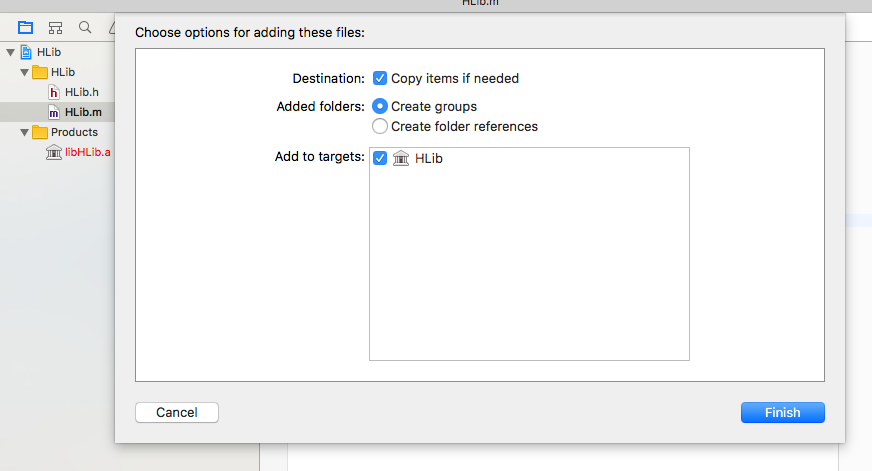 HLib.m
Choose options for adding these files:
HLib
HLib
HLib.h
HLib.m
Products
libHLib.a
Destination: Copy items if needed
Added folders: Create groups
Create folder references
Add to targets: HLib
Cancel
Finish